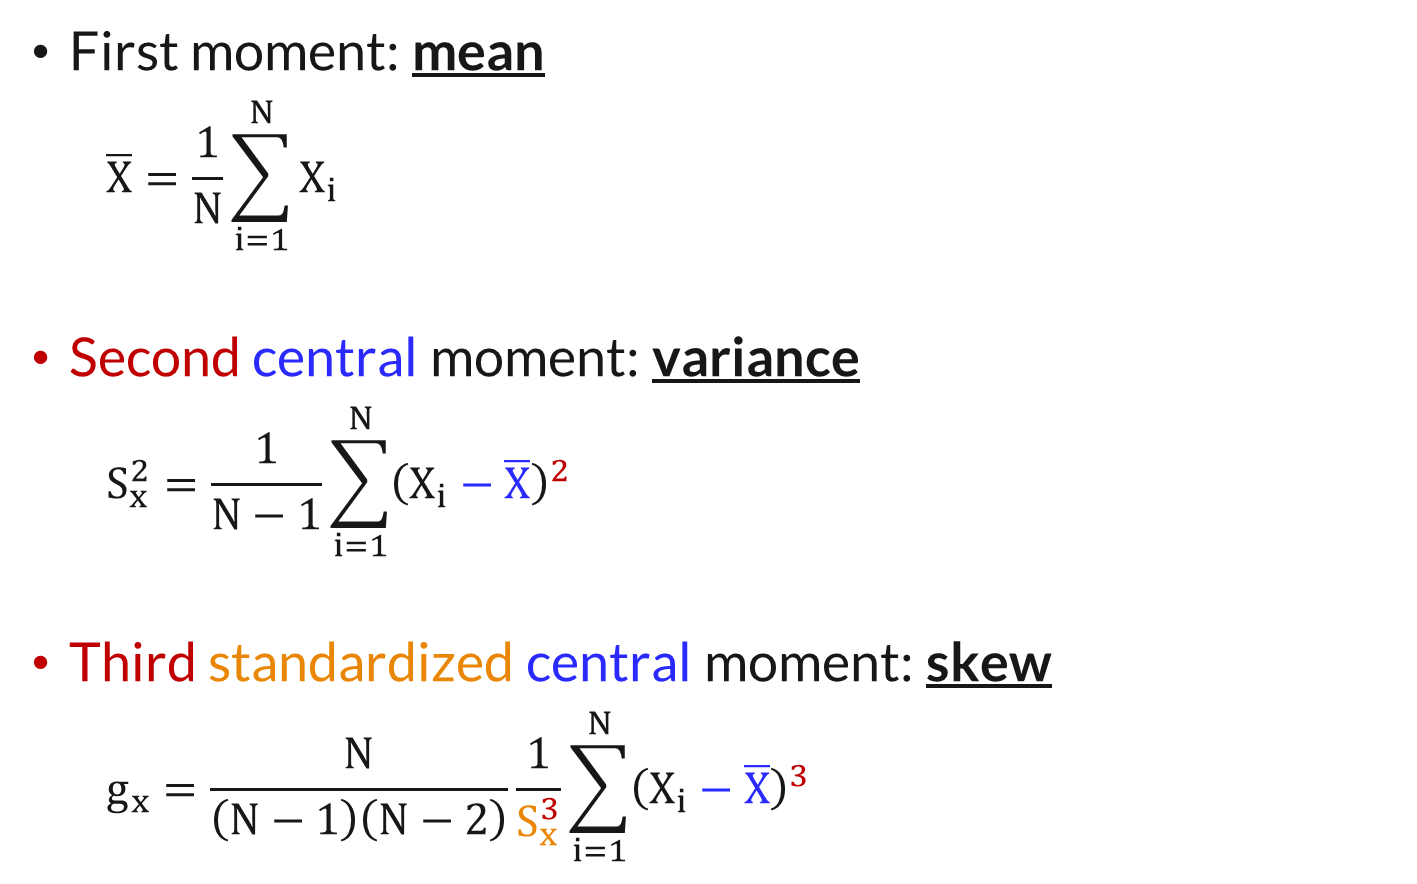 • First moment: mean
X̄ = 1/N ∑_{i=1}^{N} X_i
• Second central moment: variance
S_x^2 = 1/(N − 1) ∑_{i=1}^{N} (X_i − X̄)^2
• Third standardized central moment: skew
g_x = N/((N − 1)(N − 2)) 1/S_x^3 ∑_{i=1}^{N} (X_i − X̄)^3